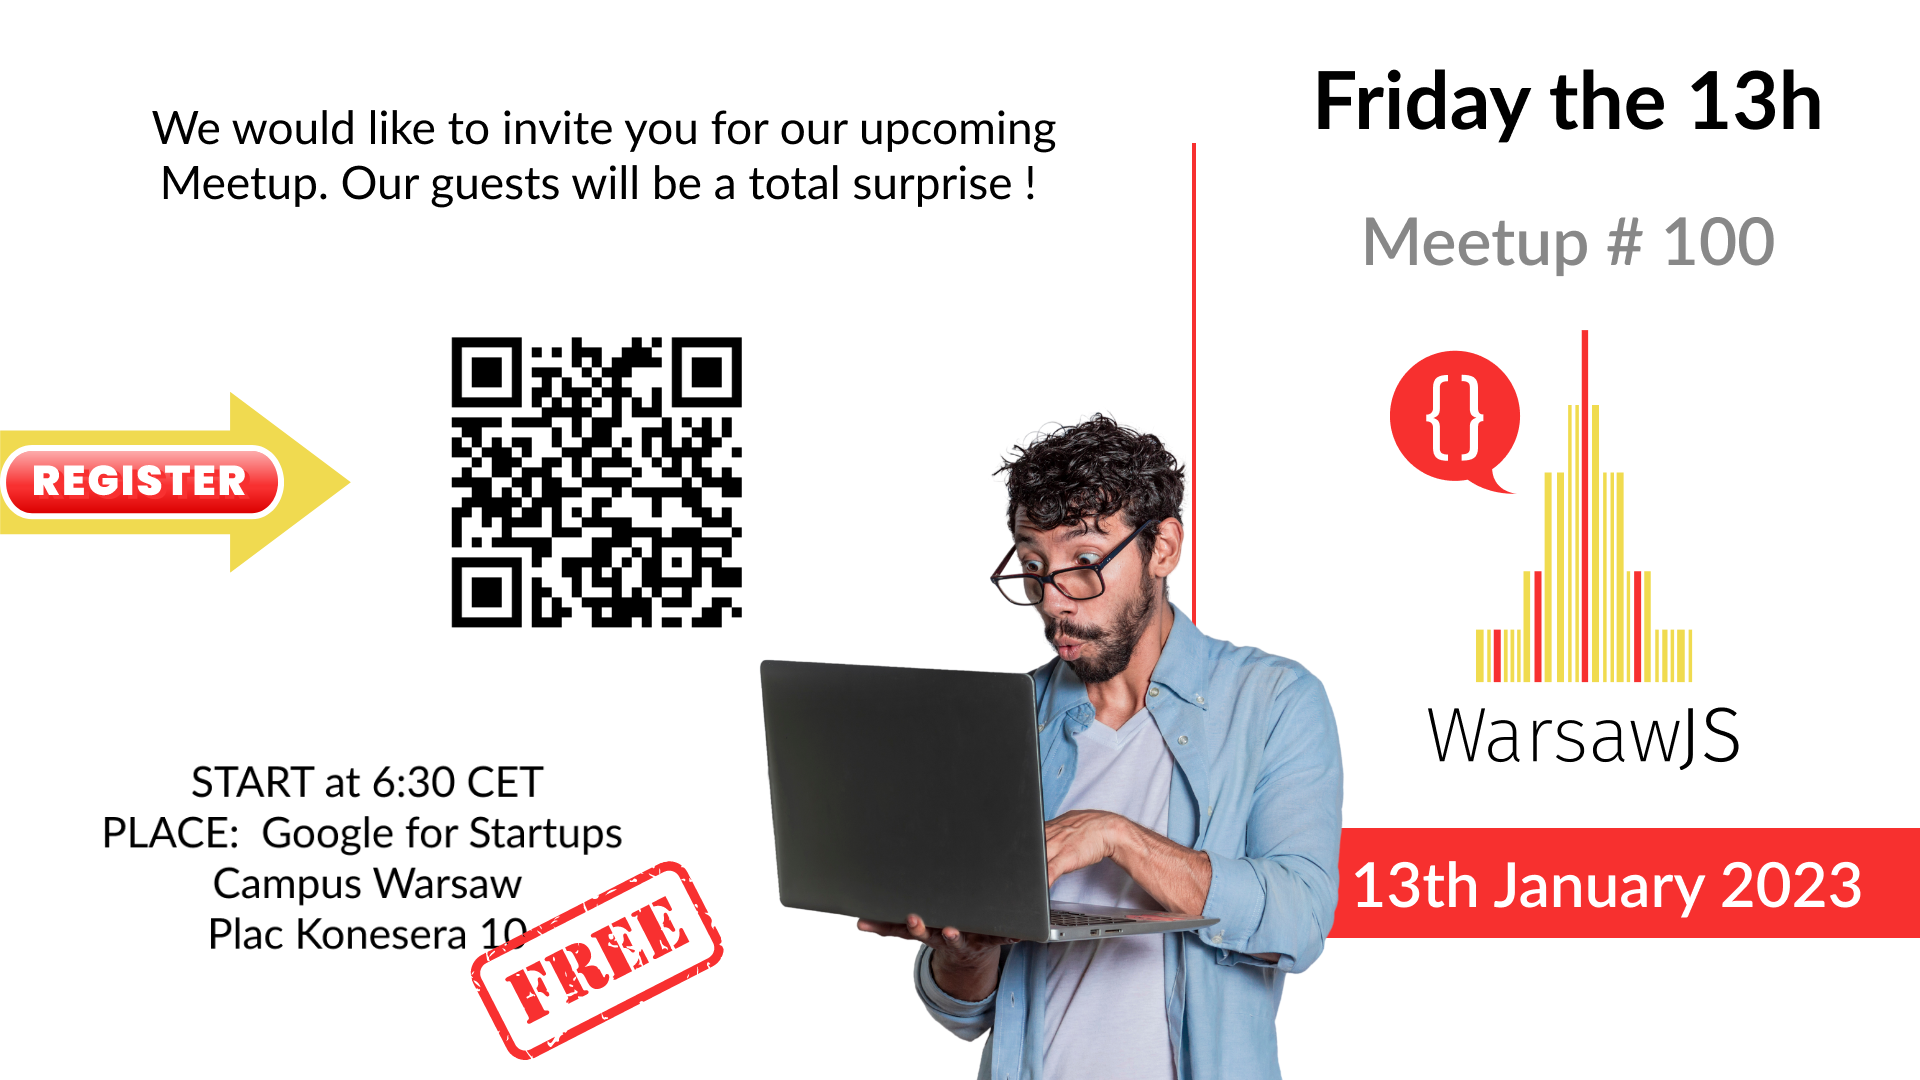 We would like to invite you for our upcoming
Meetup. Our guests will be a total surprise !
Friday the 13h
Meetup # 100
REGISTER
{}
WarsawJS
START at 6:30 CET
PLACE:  Google for Startups
Campus Warsaw
Plac Konesera 10
FREE
13th January 2023